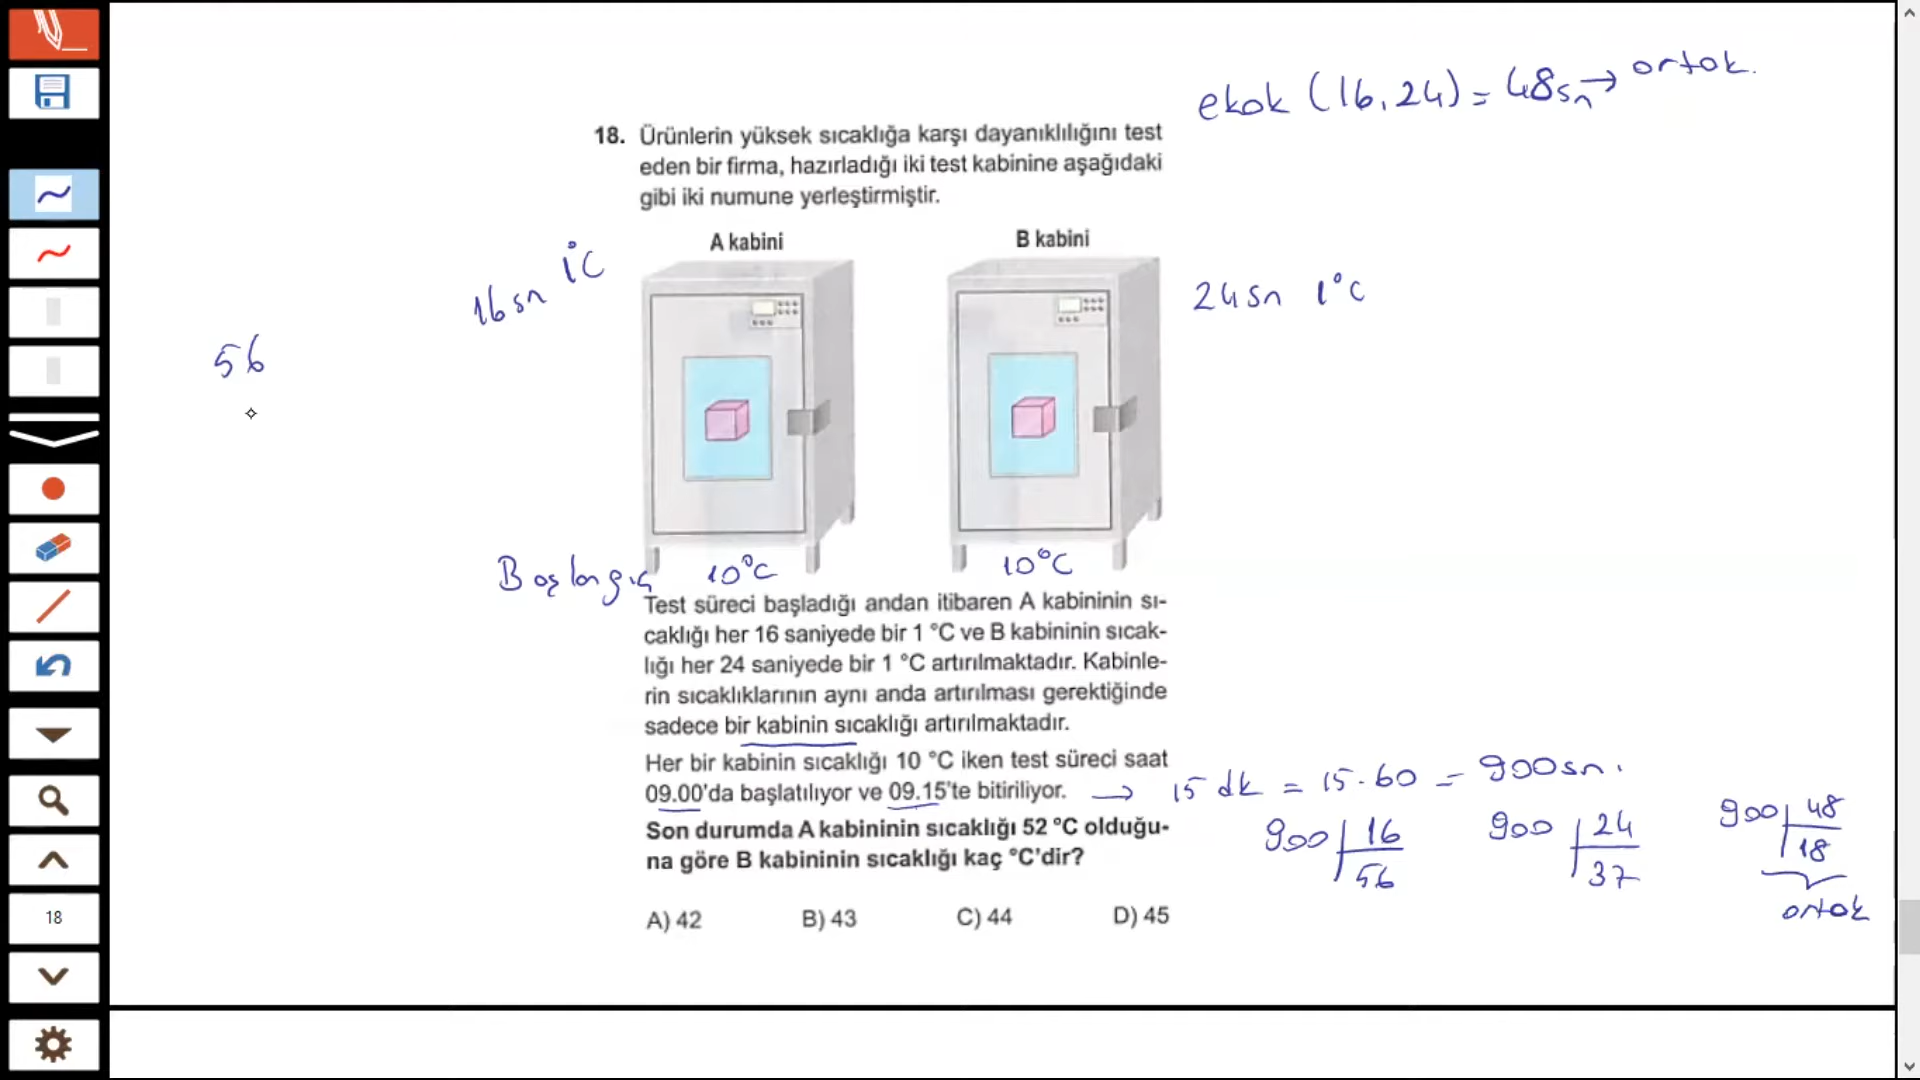 ekok (16,24) = 48sn → ortak.
18. Ürünlerin yüksek sıcaklığa karşı dayanıklılığını test
eden bir firma, hazırladığı iki test kabinine aşağıdaki
gibi iki numune yerleştirmiştir.
A kabini
B kabini
16sn 1°C
24sn 1°C
56
Başlangıç 10°C
10°C
Test süreci başladığı andan itibaren A kabininin sı-
caklığı her 16 saniyede bir 1 °C ve B kabininin sıcak-
lığı her 24 saniyede bir 1 °C artırılmaktadır. Kabinle-
rin sıcaklıklarının aynı anda artırılması gerektiğinde
sadece bir kabinin sıcaklığı artırılmaktadır.
Her bir kabinin sıcaklığı 10 °C iken test süreci saat
09.00'da başlatılıyor ve 09.15'te bitiriliyor.
→ 15 dk = 15.60 = 900sn.
Son durumda A kabininin sıcaklığı 52 °C olduğu-
na göre B kabininin sıcaklığı kaç °C'dir?
900 16
56
900 24
37
900 48
18
ortak
A) 42 B) 43 C) 44 D) 45
18